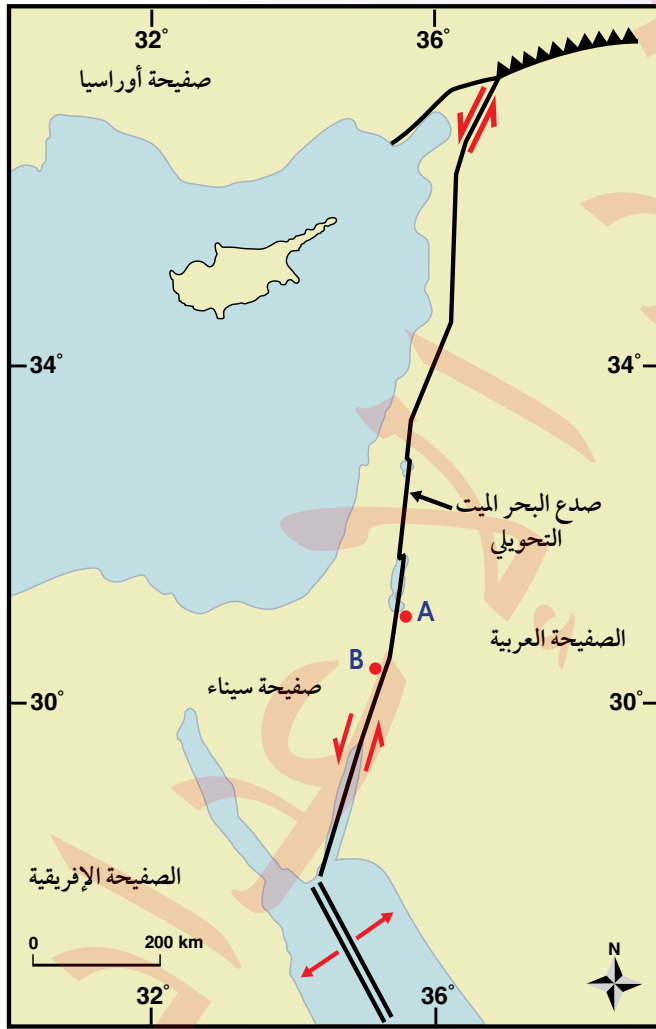 32°
36°
صفيحة أوراسيا
34°
34°
صدع البحر الميت
التحويلي
A
الصفيحة العربية
B
صفيحة سيناء
30°
30°
الصفيحة الإفريقية
0
200 km
N
32°
36°